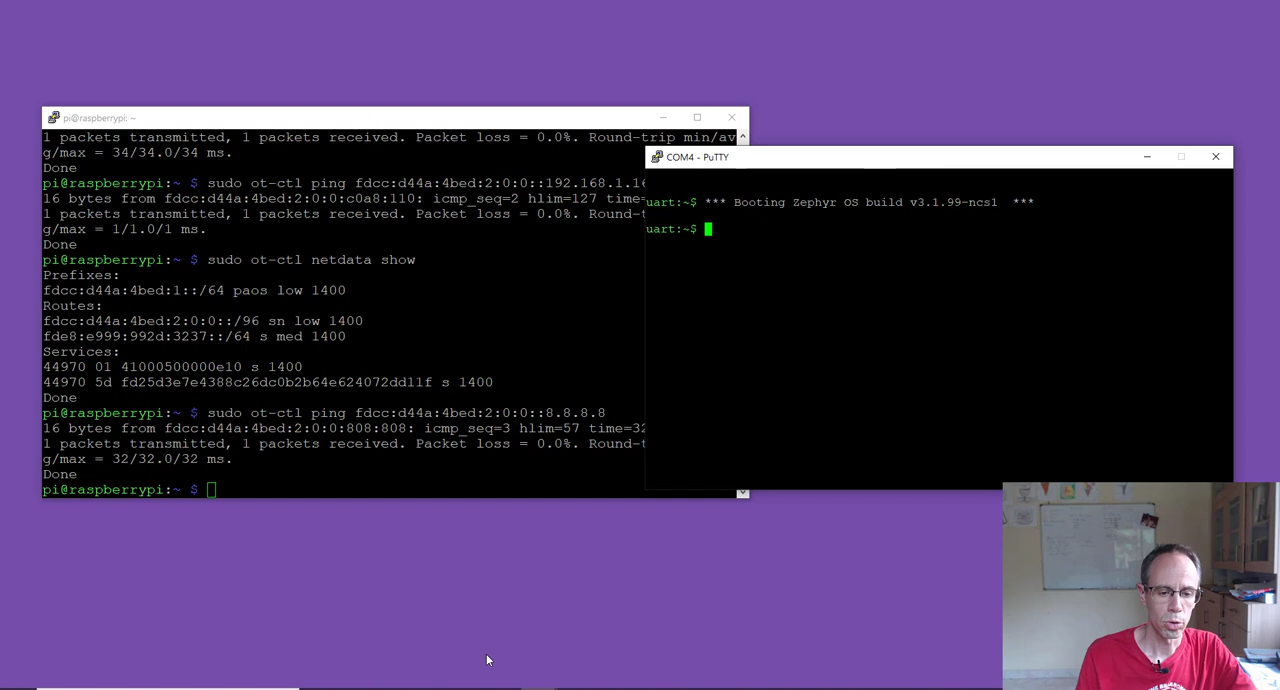 pi@raspberrypi: ~
1 packets transmitted, 1 packets received. Packet loss = 0.0%. Round-trip min/av
g/max = 34/34.0/34 ms.
Done
pi@raspberrypi:~ $ sudo ot-ctl ping fdcc:d44a:4bed:2:0:0::192.168.1.16
16 bytes from fdcc:d44a:4bed:2:0:0:c0a8:110: icmp_seq=2 hlim=127 time=
1 packets transmitted, 1 packets received. Packet loss = 0.0%. Round-t
g/max = 1/1.0/1 ms.
Done
pi@raspberrypi:~ $ sudo ot-ctl netdata show
Prefixes:
fdcc:d44a:4bed:1::/64 paos low 1400
Routes:
fdcc:d44a:4bed:2:0:0::/96 sn low 1400
fde8:e999:992d:3237::/64 s med 1400
Services:
44970 01 41000500000e10 s 1400
44970 5d fd25d3e7e4388c26dc0b2b64e624072dd11f s 1400
Done
pi@raspberrypi:~ $ sudo ot-ctl ping fdcc:d44a:4bed:2:0:0::8.8.8.8
16 bytes from fdcc:d44a:4bed:2:0:0:808:808: icmp_seq=3 hlim=57 time=32
1 packets transmitted, 1 packets received. Packet loss = 0.0%. Round-t
g/max = 32/32.0/32 ms.
Done
pi@raspberrypi:~ $
COM4 - PuTTY
uart:~$ *** Booting Zephyr OS build v3.1.99-ncs1 ***
uart:~$